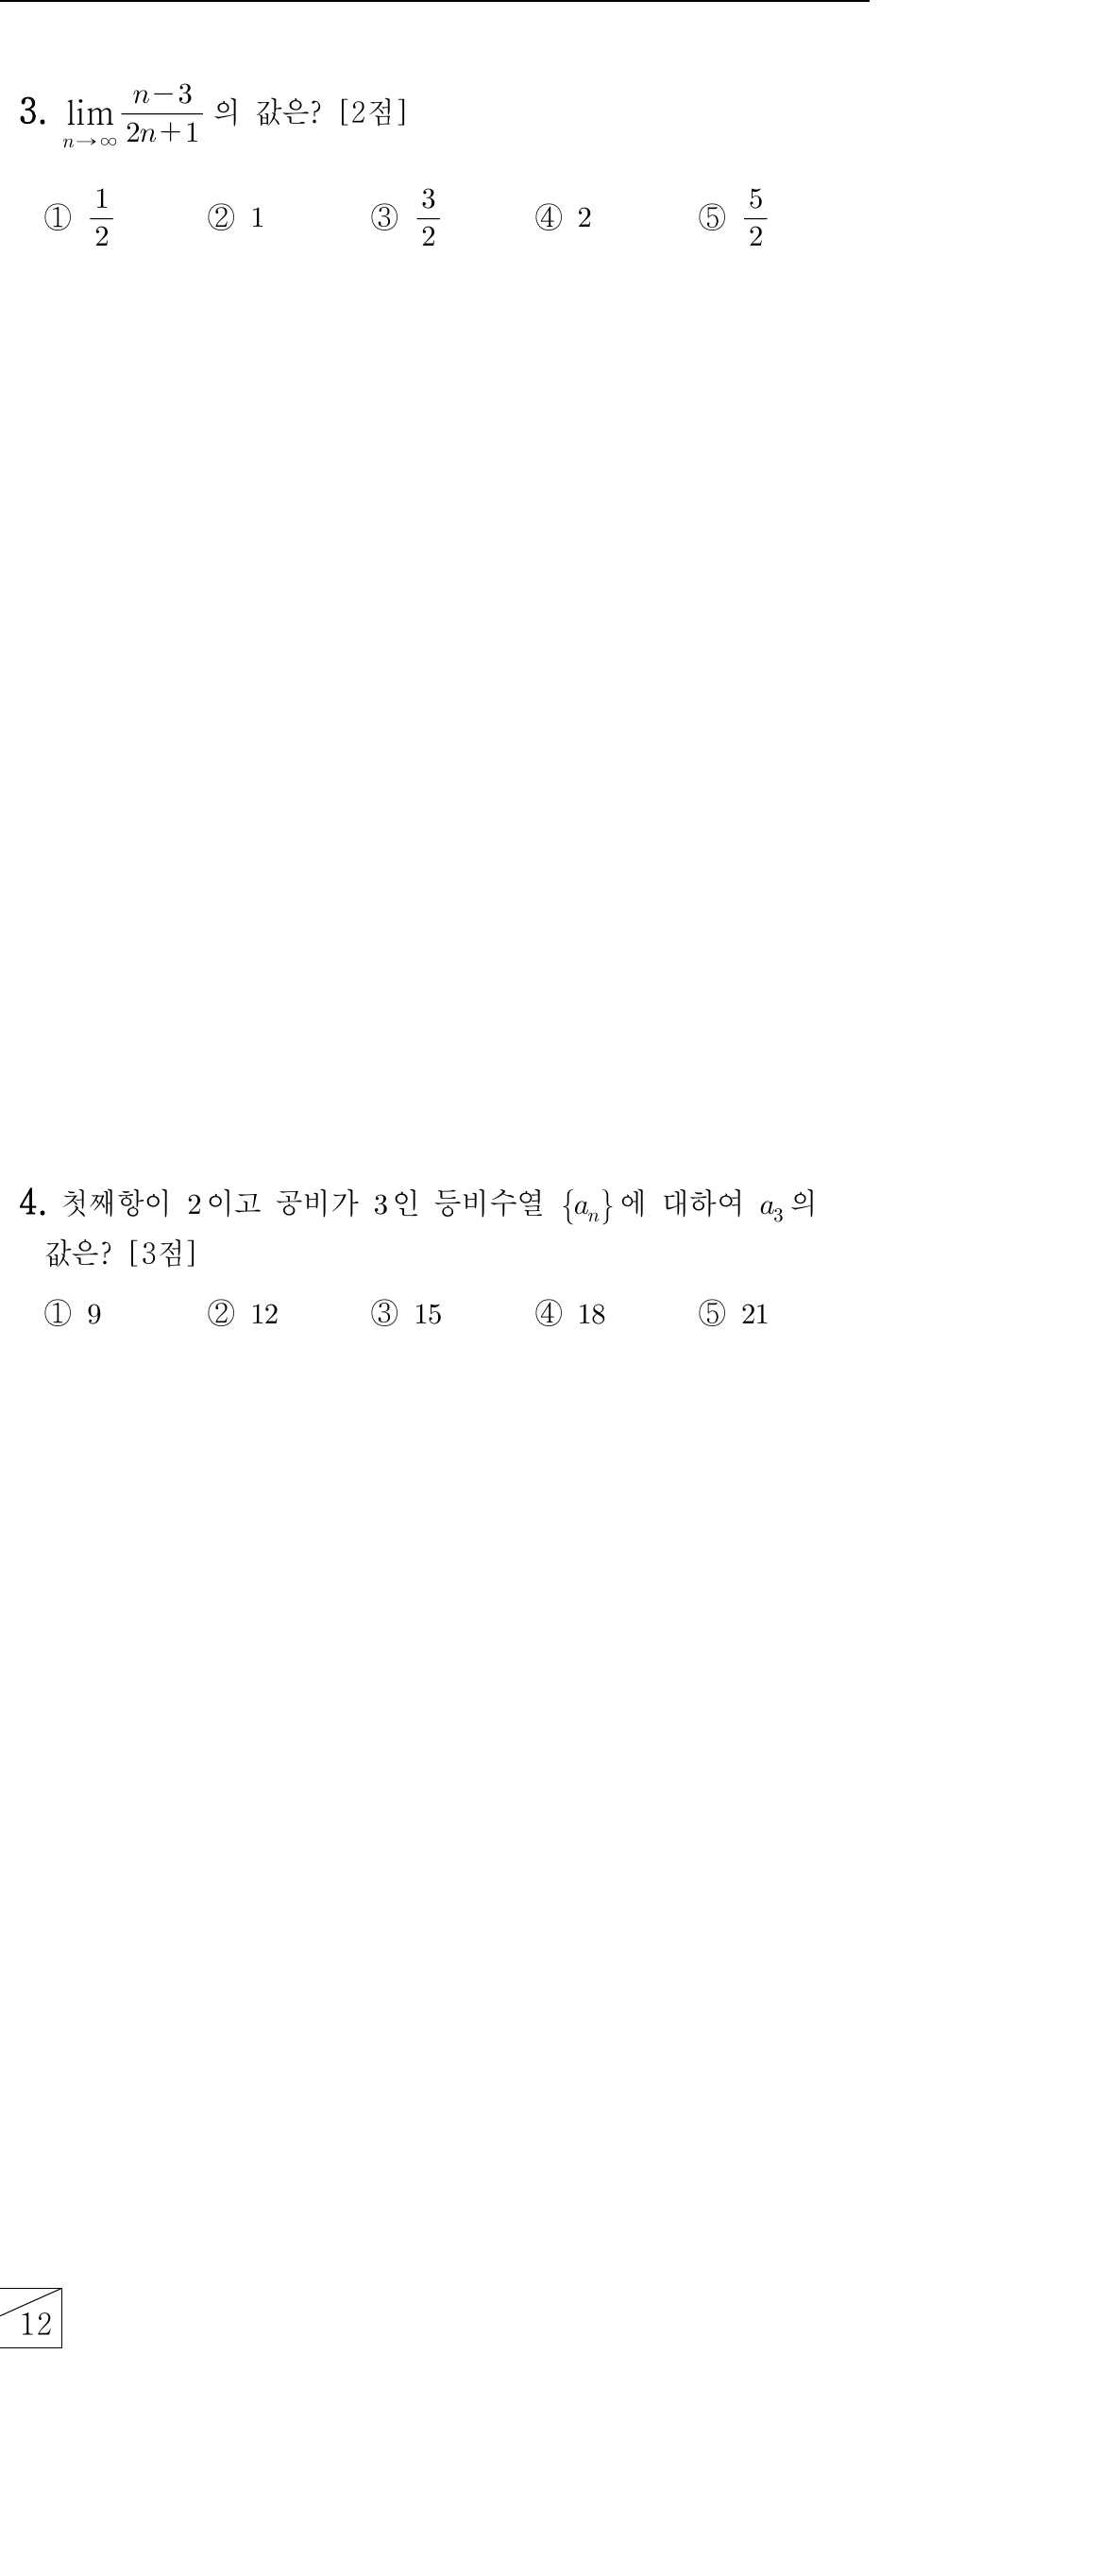 3. lim n→∞ n−3 / 2n+1 의 값은? [2점]
① 1/2 ② 1 ③ 3/2 ④ 2 ⑤ 5/2
4. 첫째항이 2이고 공비가 3인 등비수열 {aₙ}에 대하여 a₃의
값은? [3점]
① 9 ② 12 ③ 15 ④ 18 ⑤ 21
12